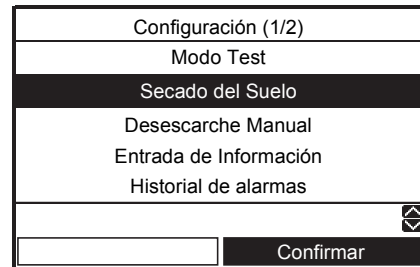 Configuración (1/2)
Modo Test
Secado del Suelo
Desescarche Manual
Entrada de Información
Historial de alarmas
Confirmar